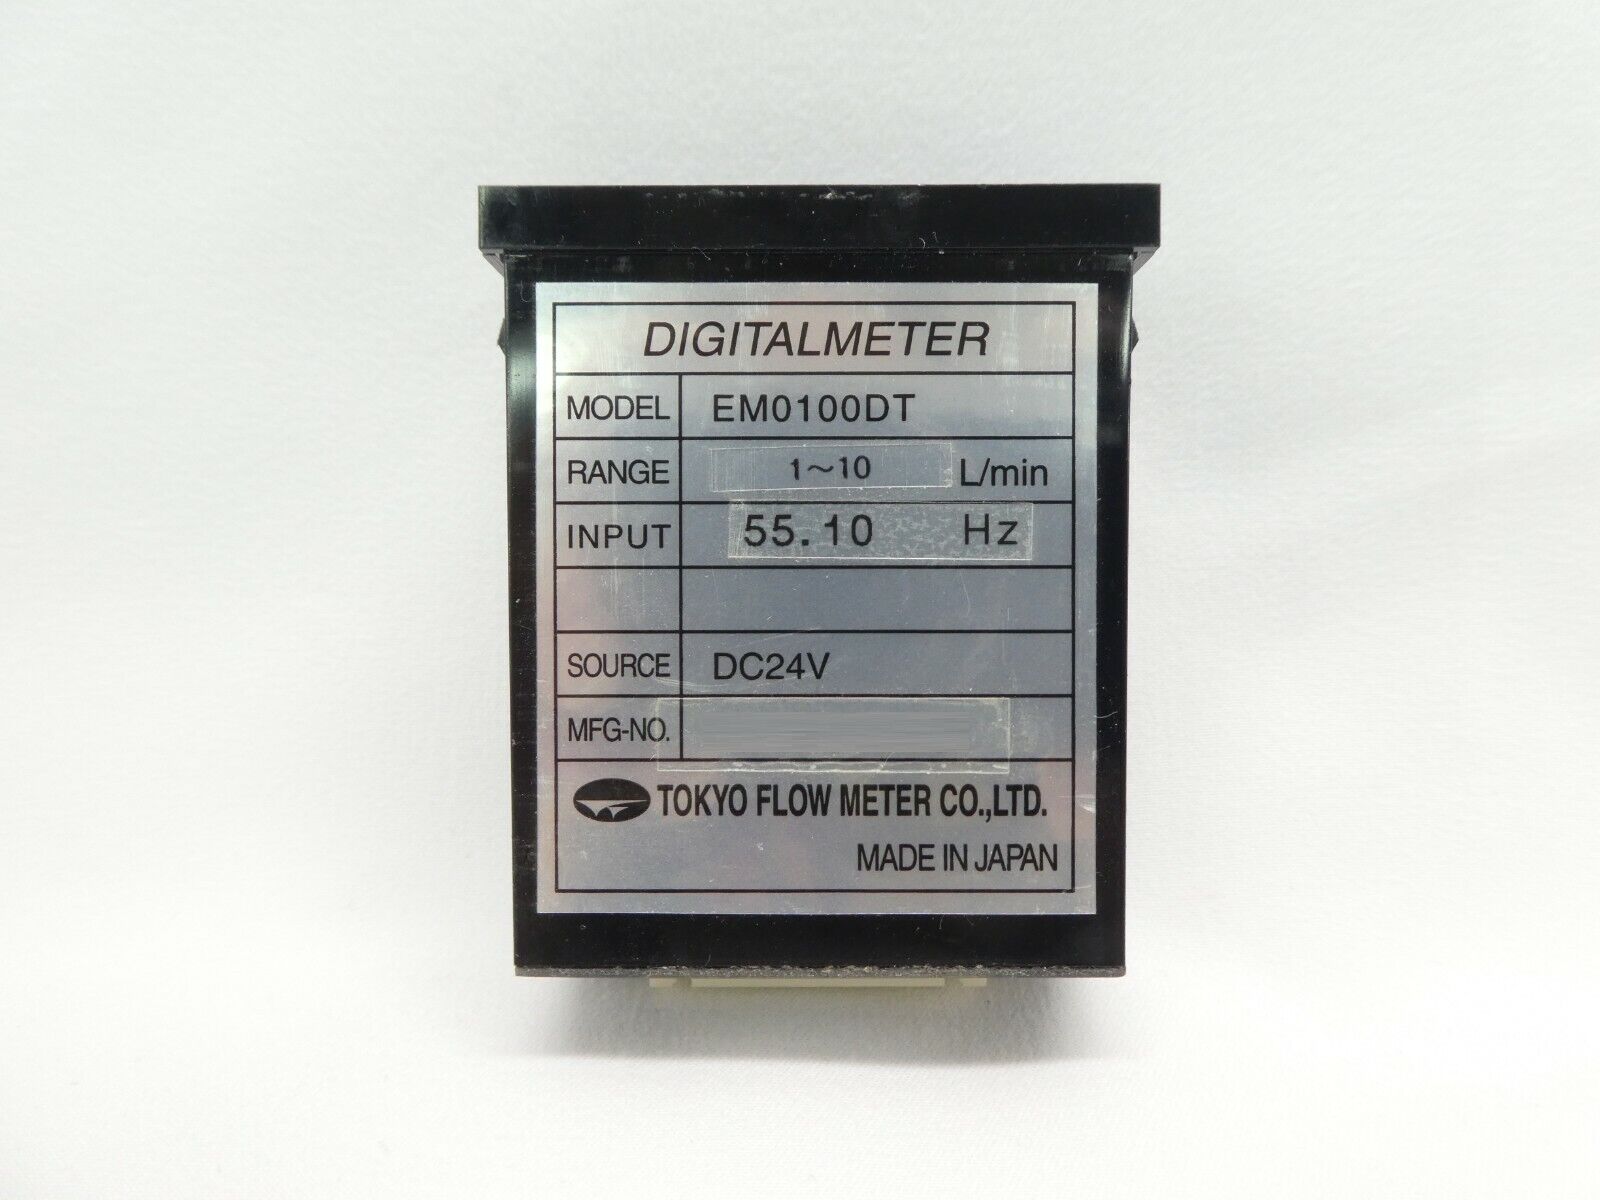 DIGITALMETER
MODEL EM0100DT
RANGE 1~10 L/min
INPUT 55.10 Hz
SOURCE DC24V
MFG-NO.
TOKYO FLOW METER CO.,LTD.
MADE IN JAPAN